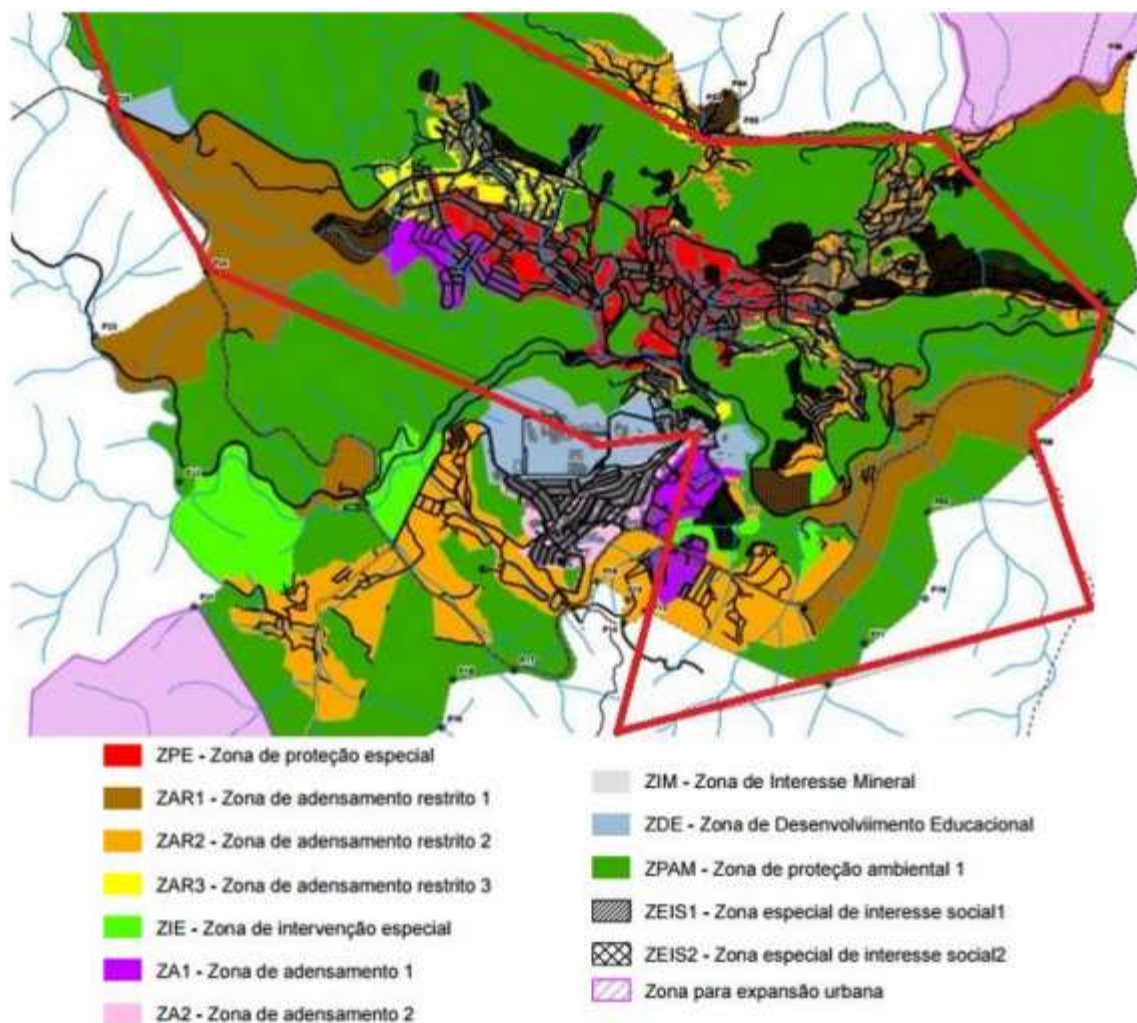 ZPE - Zona de proteção especial
ZAR1 - Zona de adensamento restrito 1
ZAR2 - Zona de adensamento restrito 2
ZAR3 - Zona de adensamento restrito 3
ZIE - Zona de intervenção especial
ZA1 - Zona de adensamento 1
ZA2 - Zona de adensamento 2
ZIM - Zona de Interesse Mineral
ZDE - Zona de Desenvolviimento Educacional
ZPAM - Zona de proteção ambiental 1
ZEIS1 - Zona especial de interesse social1
ZEIS2 - Zona especial de interesse social2
Zona para expansão urbana